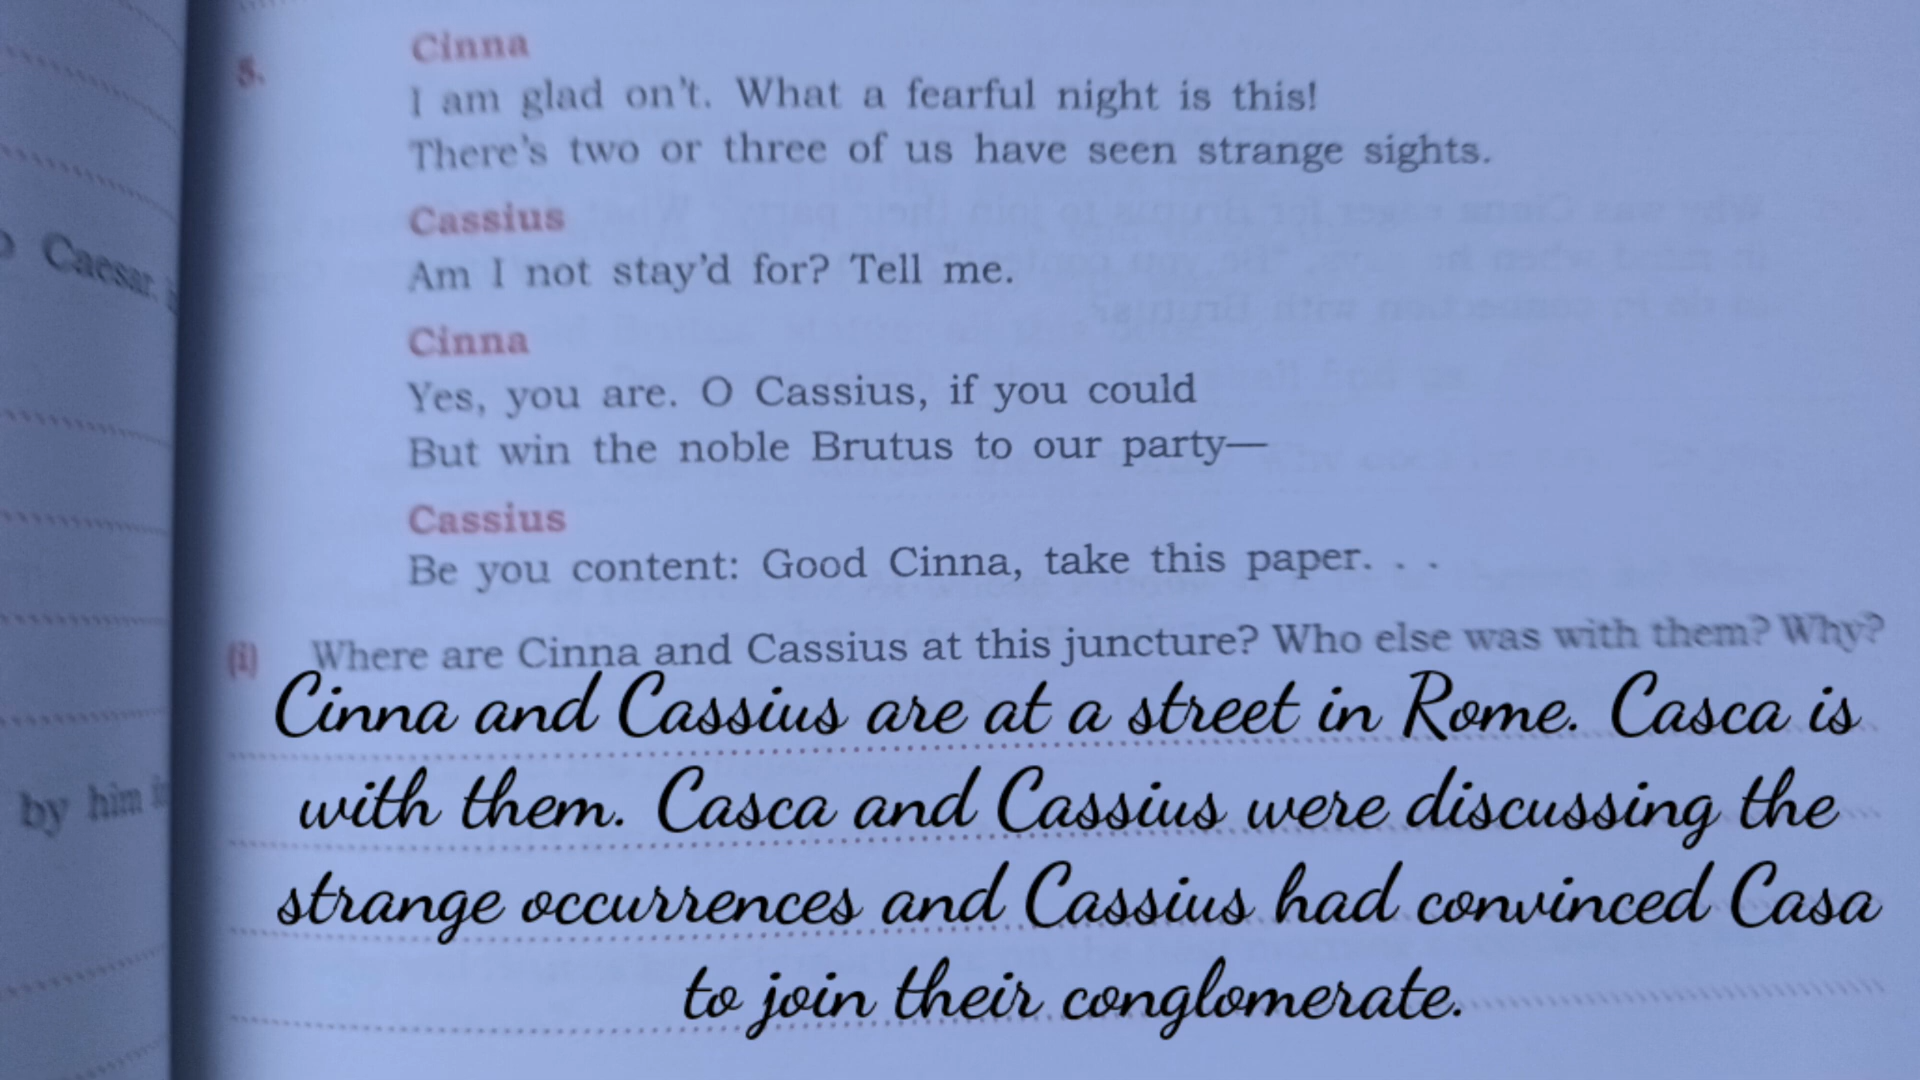 5.
Cinna
I am glad on't. What a fearful night is this!
There's two or three of us have seen strange sights.
Cassius
Am I not stay'd for? Tell me.
Cinna
Yes, you are. O Cassius, if you could
But win the noble Brutus to our party—
Cassius
Be you content: Good Cinna, take this paper. . .
(i) Where are Cinna and Cassius at this juncture? Who else was with them? Why?
Cinna and Cassius are at a street in Rome. Casca is
with them. Casca and Cassius were discussing the
strange occurrences and Cassius had convinced Casa
to join their conglomerate.
Caesar
by him